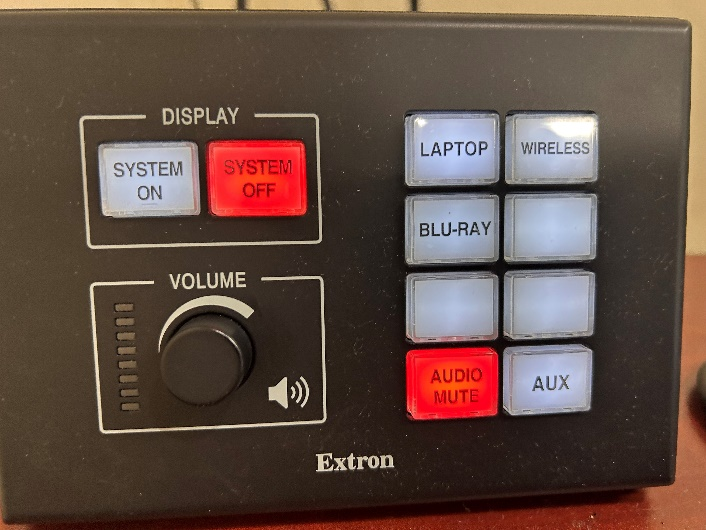 DISPLAY
SYSTEM
ON
SYSTEM
OFF
VOLUME
LAPTOP
WIRELESS
BLU-RAY
AUDIO
MUTE
AUX
Extron